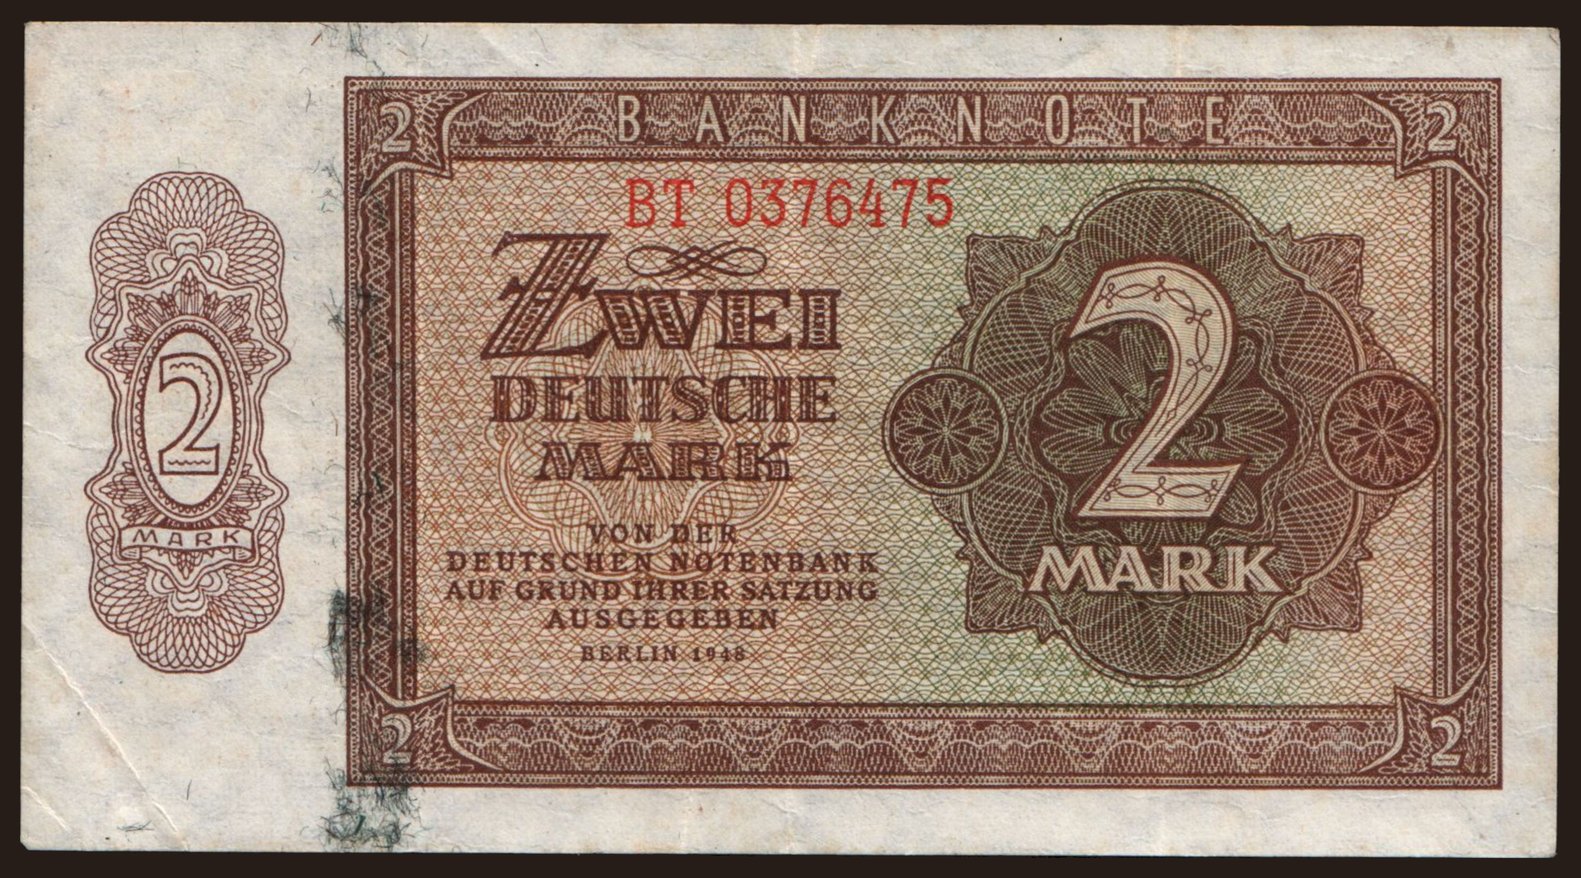 2 BANKNOTE 2
BT 0376475
ZWEI
DEUTSCHE
MARK
VON DER
DEUTSCHEN NOTENBANK
AUF GRUND IHRER SATZUNG
AUSGEGEBEN
BERLIN 1948
2
MARK
2
MARK
2 2